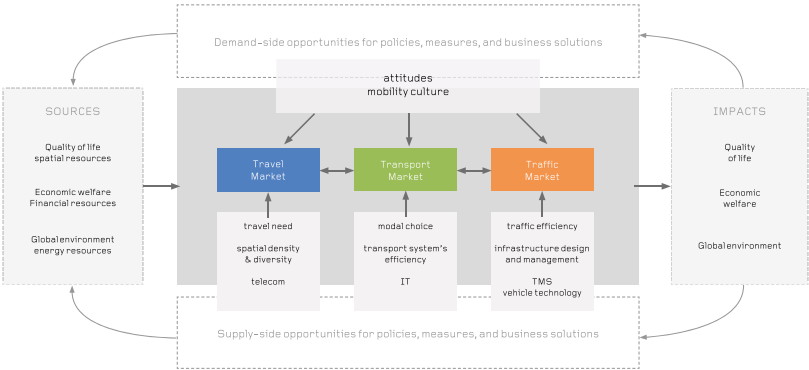 Demand-side opportunities for policies, measures, and business solutions
attitudes
mobility culture
SOURCES
Quality of life
spatial resources
Economic welfare
Financial resources
Global environment
energy resources
Travel
Market
Transport
Market
Traffic
Market
travel need
spatial density
& diversity
telecom
modal choice
transport system's
efficiency
IT
traffic efficiency
infrastructure design
and management
TMS
vehicle technology
IMPACTS
Quality
of life
Economic
welfare
Global environment
Supply-side opportunities for policies, measures, and business solutions